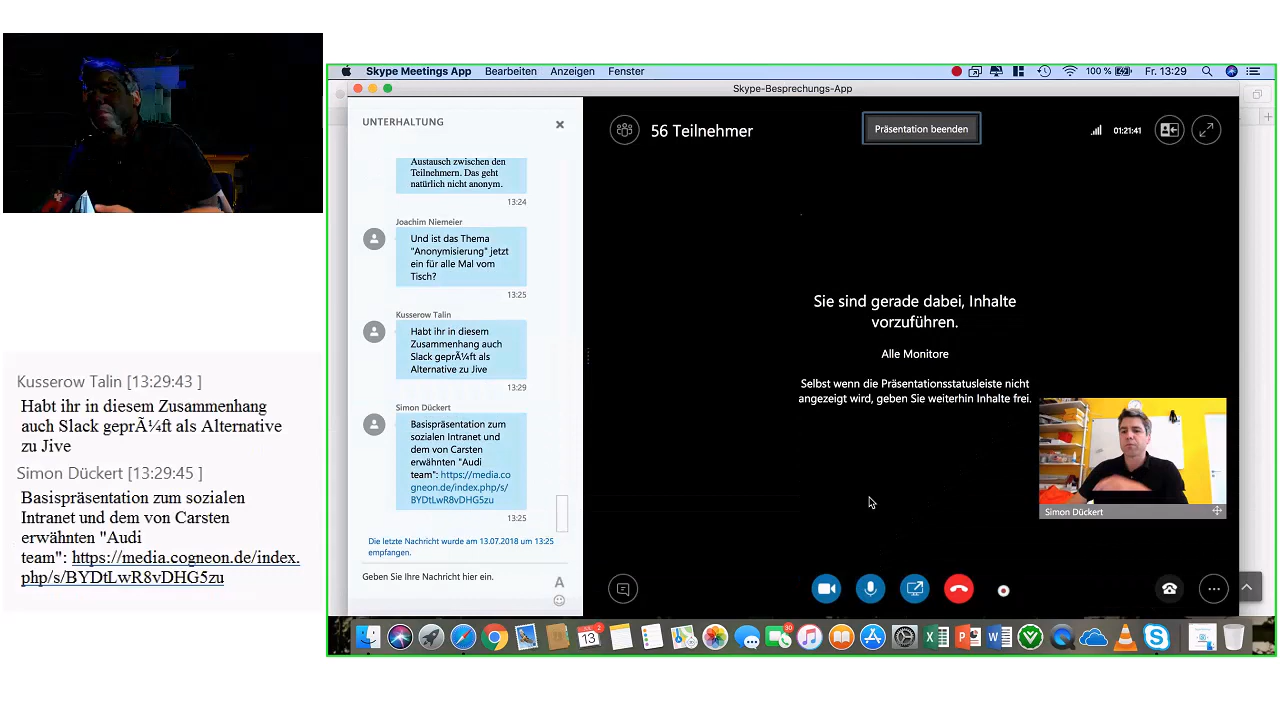 Skype Meetings App Bearbeiten Anzeigen Fenster
100 % Fr. 13:29
Skype-Besprechungs-App
UNTERHALTUNG
Austausch zwischen den
Teilnehmern. Das geht
natürlich nicht anonym.
13:24
Joachim Niemeier
Und ist das Thema
"Anonymisierung" jetzt
ein für alle Mal vom
Tisch?
13:25
Kusserow Talin
Habt ihr in diesem
Zusammenhang auch
Slack geprÃ¼ft als
Alternative zu Jive
13:29
Simon Dückert
Basispräsentation zum
sozialen Intranet und
dem von Carsten
erwähnten "Audi
team": https://media.co
gneon.de/index.php/s/
BYDtLwR8vDHG5zu
13:25
Die letzte Nachricht wurde am 13.07.2018 um 13:25
empfangen.
Geben Sie Ihre Nachricht hier ein.
A
56 Teilnehmer
Präsentation beenden
01:21:41
Sie sind gerade dabei, Inhalte
vorzuführen.
Alle Monitore
Selbst wenn die Präsentationsstatusleiste nicht
angezeigt wird, geben Sie weiterhin Inhalte frei.
Simon Dückert
Kusserow Talin [13:29:43 ]
Habt ihr in diesem Zusammenhang
auch Slack geprÃ¼ft als Alternative
zu Jive
Simon Dückert [13:29:45 ]
Basispräsentation zum sozialen
Intranet und dem von Carsten
erwähnten "Audi
team": https://media.cogneon.de/index.
php/s/BYDtLwR8vDHG5zu
2
13
30